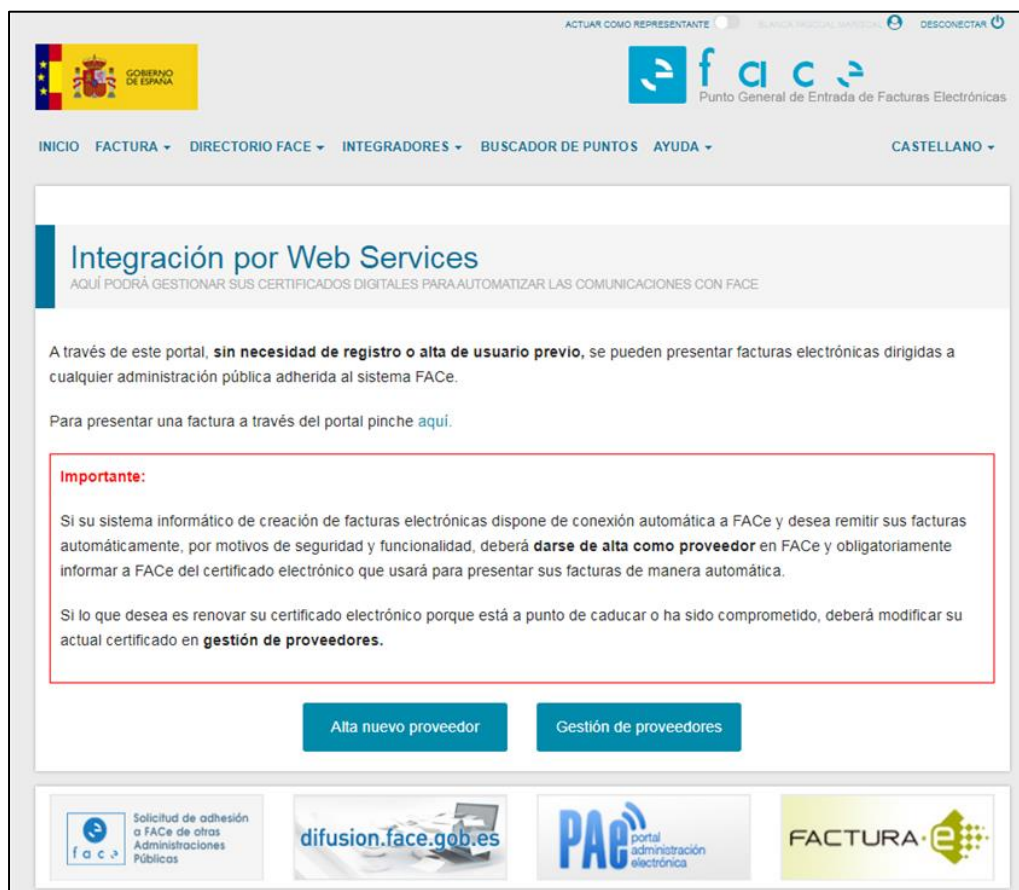 ACTUAR COMO REPRESENTANTE
DESCONECTAR
GOBIERNO
DE ESPAÑA
face
Punto General de Entrada de Facturas Electrónicas
INICIO FACTURA DIRECTORIO FACE INTEGRADORES BUSCADOR DE PUNTOS AYUDA CASTELLANO
Integración por Web Services
AQUÍ PODRÁ GESTIONAR SUS CERTIFICADOS DIGITALES PARA AUTOMATIZAR LAS COMUNICACIONES CON FACE
A través de este portal, sin necesidad de registro o alta de usuario previo, se pueden presentar facturas electrónicas dirigidas a
cualquier administración pública adherida al sistema FACe.
Para presentar una factura a través del portal pinche aquí.
Importante:
Si su sistema informático de creación de facturas electrónicas dispone de conexión automática a FACe y desea remitir sus facturas
automáticamente, por motivos de seguridad y funcionalidad, deberá darse de alta como proveedor en FACe y obligatoriamente
informar a FACe del certificado electrónico que usará para presentar sus facturas de manera automática.
Si lo que desea es renovar su certificado electrónico porque está a punto de caducar o ha sido comprometido, deberá modificar su
actual certificado en gestión de proveedores.
Alta nuevo proveedor
Gestión de proveedores
face
Solicitud de adhesión
a FACe de otras
Administraciones
Públicas
difusion.face.gob.es
PAe
portal
administración
electrónica
FACTURA·e